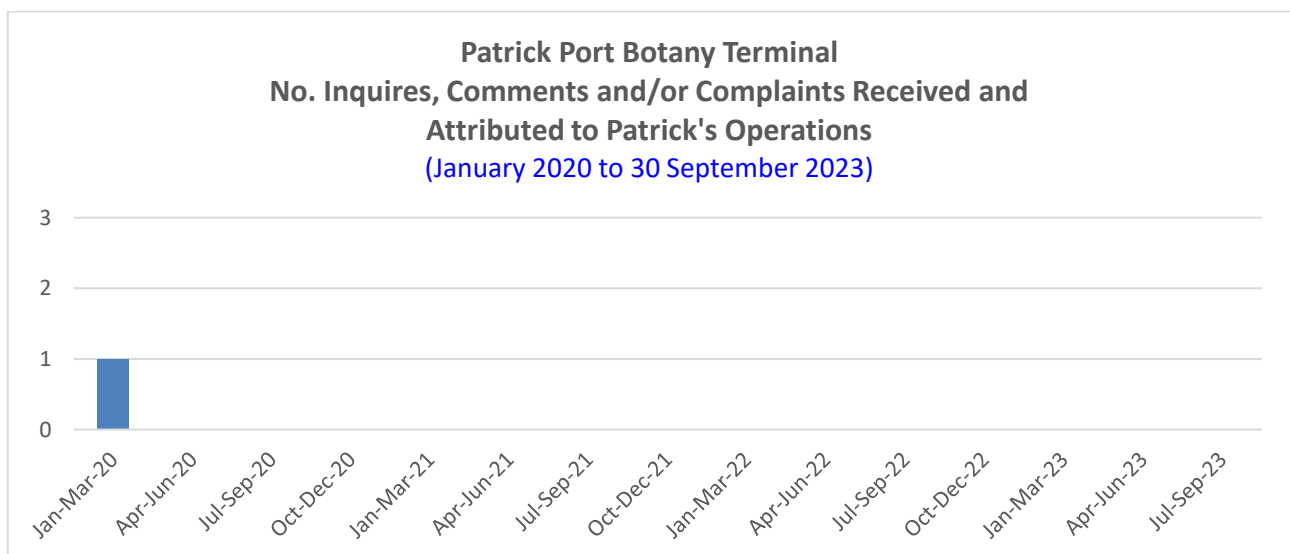 Patrick Port Botany Terminal
No. Inquires, Comments and/or Complaints Received and
Attributed to Patrick's Operations
(January 2020 to 30 September 2023)
3
2
1
0
Jan-Mar-20
Apr-Jun-20
Jul-Sep-20
Oct-Dec-20
Jan-Mar-21
Apr-Jun-21
Jul-Sep-21
Oct-Dec-21
Jan-Mar-22
Apr-Jun-22
Jul-Sep-22
Oct-Dec-22
Jan-Mar-23
Apr-Jun-23
Jul-Sep-23